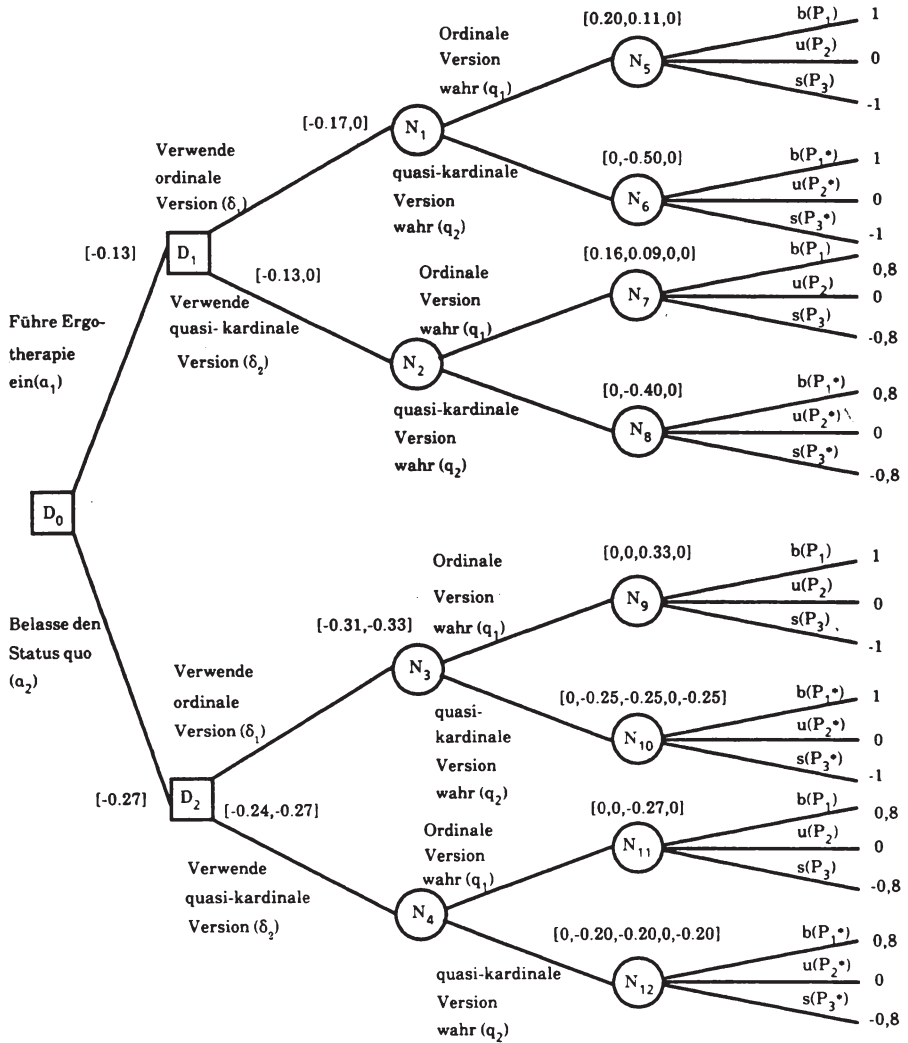 [0.20,0.11,0]
b(P₁) 1
Ordinale
Version
wahr (q₁)
N₅
u(P₂) 0
s(P₃) -1
[-0.17,0]
N₁
Verwende
ordinale
Version (δ₁)
quasi-kardinale
Version
wahr (q₂)
[0,-0.50,0]
b(P₁*) 1
N₆
u(P₂*) 0
s(P₃*) -1
[-0.13]
D₁
[-0.13,0]
Verwende
quasi- kardinale
Version (δ₂)
Ordinale
Version
wahr (q₁)
[0.16,0.09,0,0]
b(P₁) 0,8
N₇
u(P₂) 0
s(P₃) -0,8
Führe Ergo-
therapie
ein(a₁)
N₂
quasi-kardinale
Version
wahr (q₂)
[0,-0.40,0]
b(P₁*) 0,8
N₈
u(P₂*) 0
s(P₃*) -0,8
D₀
Ordinale
Version
wahr (q₁)
[0,0,0.33,0]
b(P₁) 1
N₉
u(P₂) 0
s(P₃) -1
Belasse den
Status quo
(a₂)
[-0.31,-0.33]
N₃
Verwende
ordinale
Version (δ₁)
quasi-
kardinale
Version
wahr (q₂)
[0,-0.25,-0.25,0,-0.25]
b(P₁*) 1
N₁₀
u(P₂*) 0
s(P₃*) -1
[-0.27]
D₂
[-0.24,-0.27]
Verwende
quasi-kardinale
Version (δ₂)
Ordinale
Version
wahr (q₁)
[0,0,-0.27,0]
b(P₁) 0,8
N₁₁
u(P₂) 0
s(P₃) -0,8
N₄
quasi-kardinale
Version
wahr (q₂)
[0,-0.20,-0.20,0,-0.20]
b(P₁*) 0,8
N₁₂
u(P₂*) 0
s(P₃*) -0,8